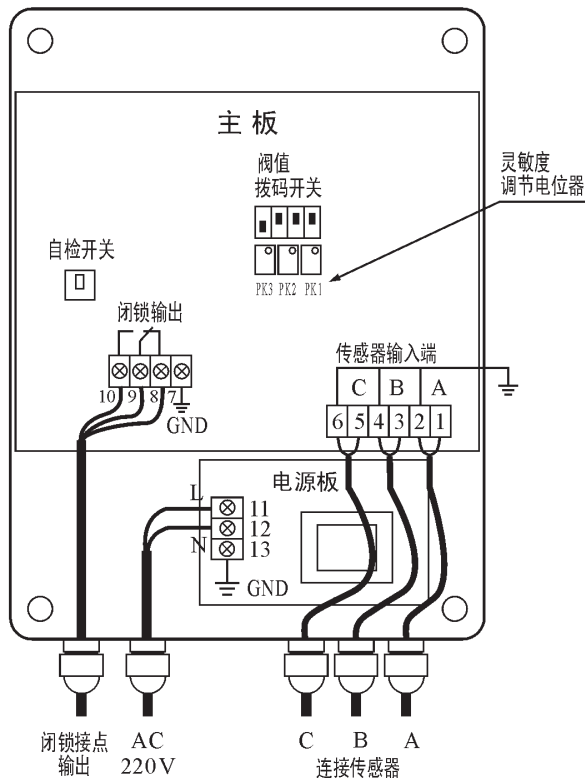 主板
阀值
拨码开关
灵敏度
调节电位器
自检开关
PK3 PK2 PK1
闭锁输出
传感器输入端
C B A
10 9 8 7
6 5 4 3 2 1
GND
电源板
L
11
12
N
13
GND
闭锁接点
输出
AC
220V
C B A
连接传感器